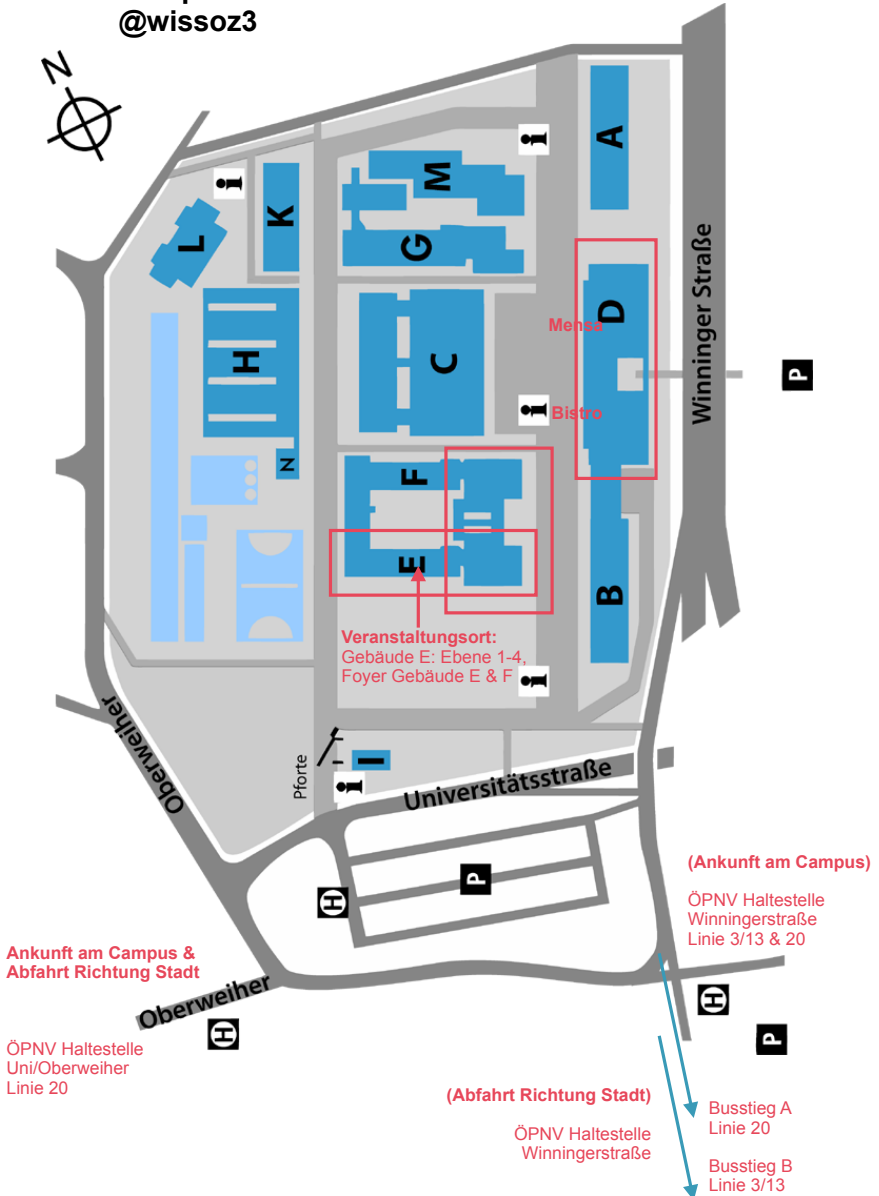 @wissoz3
N
A
M
K
L
G
D
Mensa
Winninger Straße
H
C
P
Bistro
N
F
E
B
Veranstaltungsort:
Gebäude E: Ebene 1-4,
Foyer Gebäude E & F
Oberweiher
Pforte
I
Universitätsstraße
P
H
(Ankunft am Campus)
ÖPNV Haltestelle
Winningerstraße
Linie 3/13 & 20
Ankunft am Campus &
Abfahrt Richtung Stadt
Oberweiher
H
H
P
ÖPNV Haltestelle
Uni/Oberweiher
Linie 20
(Abfahrt Richtung Stadt)
ÖPNV Haltestelle
Winningerstraße
Busstieg A
Linie 20
Busstieg B
Linie 3/13
i
i
i
i
i